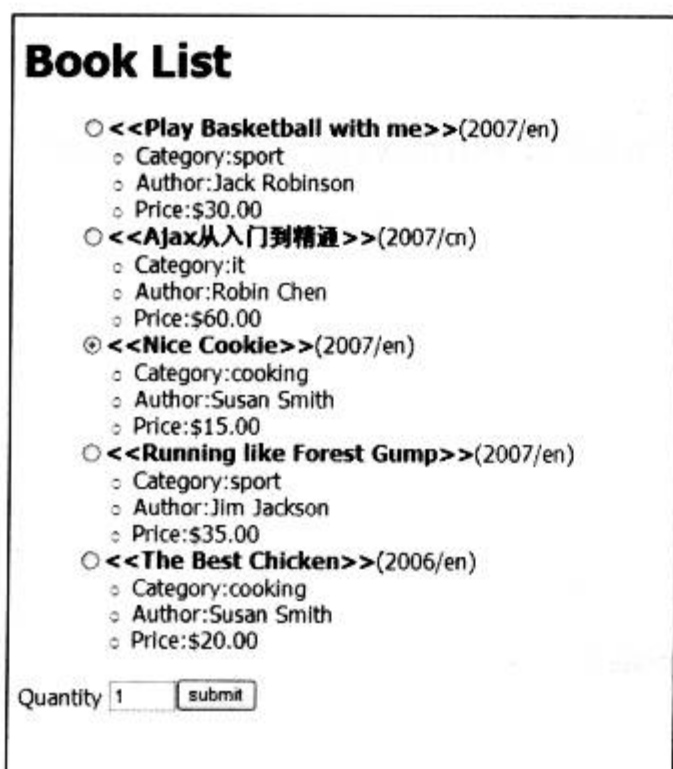 Book List
<<Play Basketball with me>>(2007/en)
Category:sport
Author:Jack Robinson
Price:$30.00
<<Ajax从入门到精通>>(2007/cn)
Category:it
Author:Robin Chen
Price:$60.00
<<Nice Cookie>>(2007/en)
Category:cooking
Author:Susan Smith
Price:$15.00
<<Running like Forest Gump>>(2007/en)
Category:sport
Author:Jim Jackson
Price:$35.00
<<The Best Chicken>>(2006/en)
Category:cooking
Author:Susan Smith
Price:$20.00
Quantity 1 submit